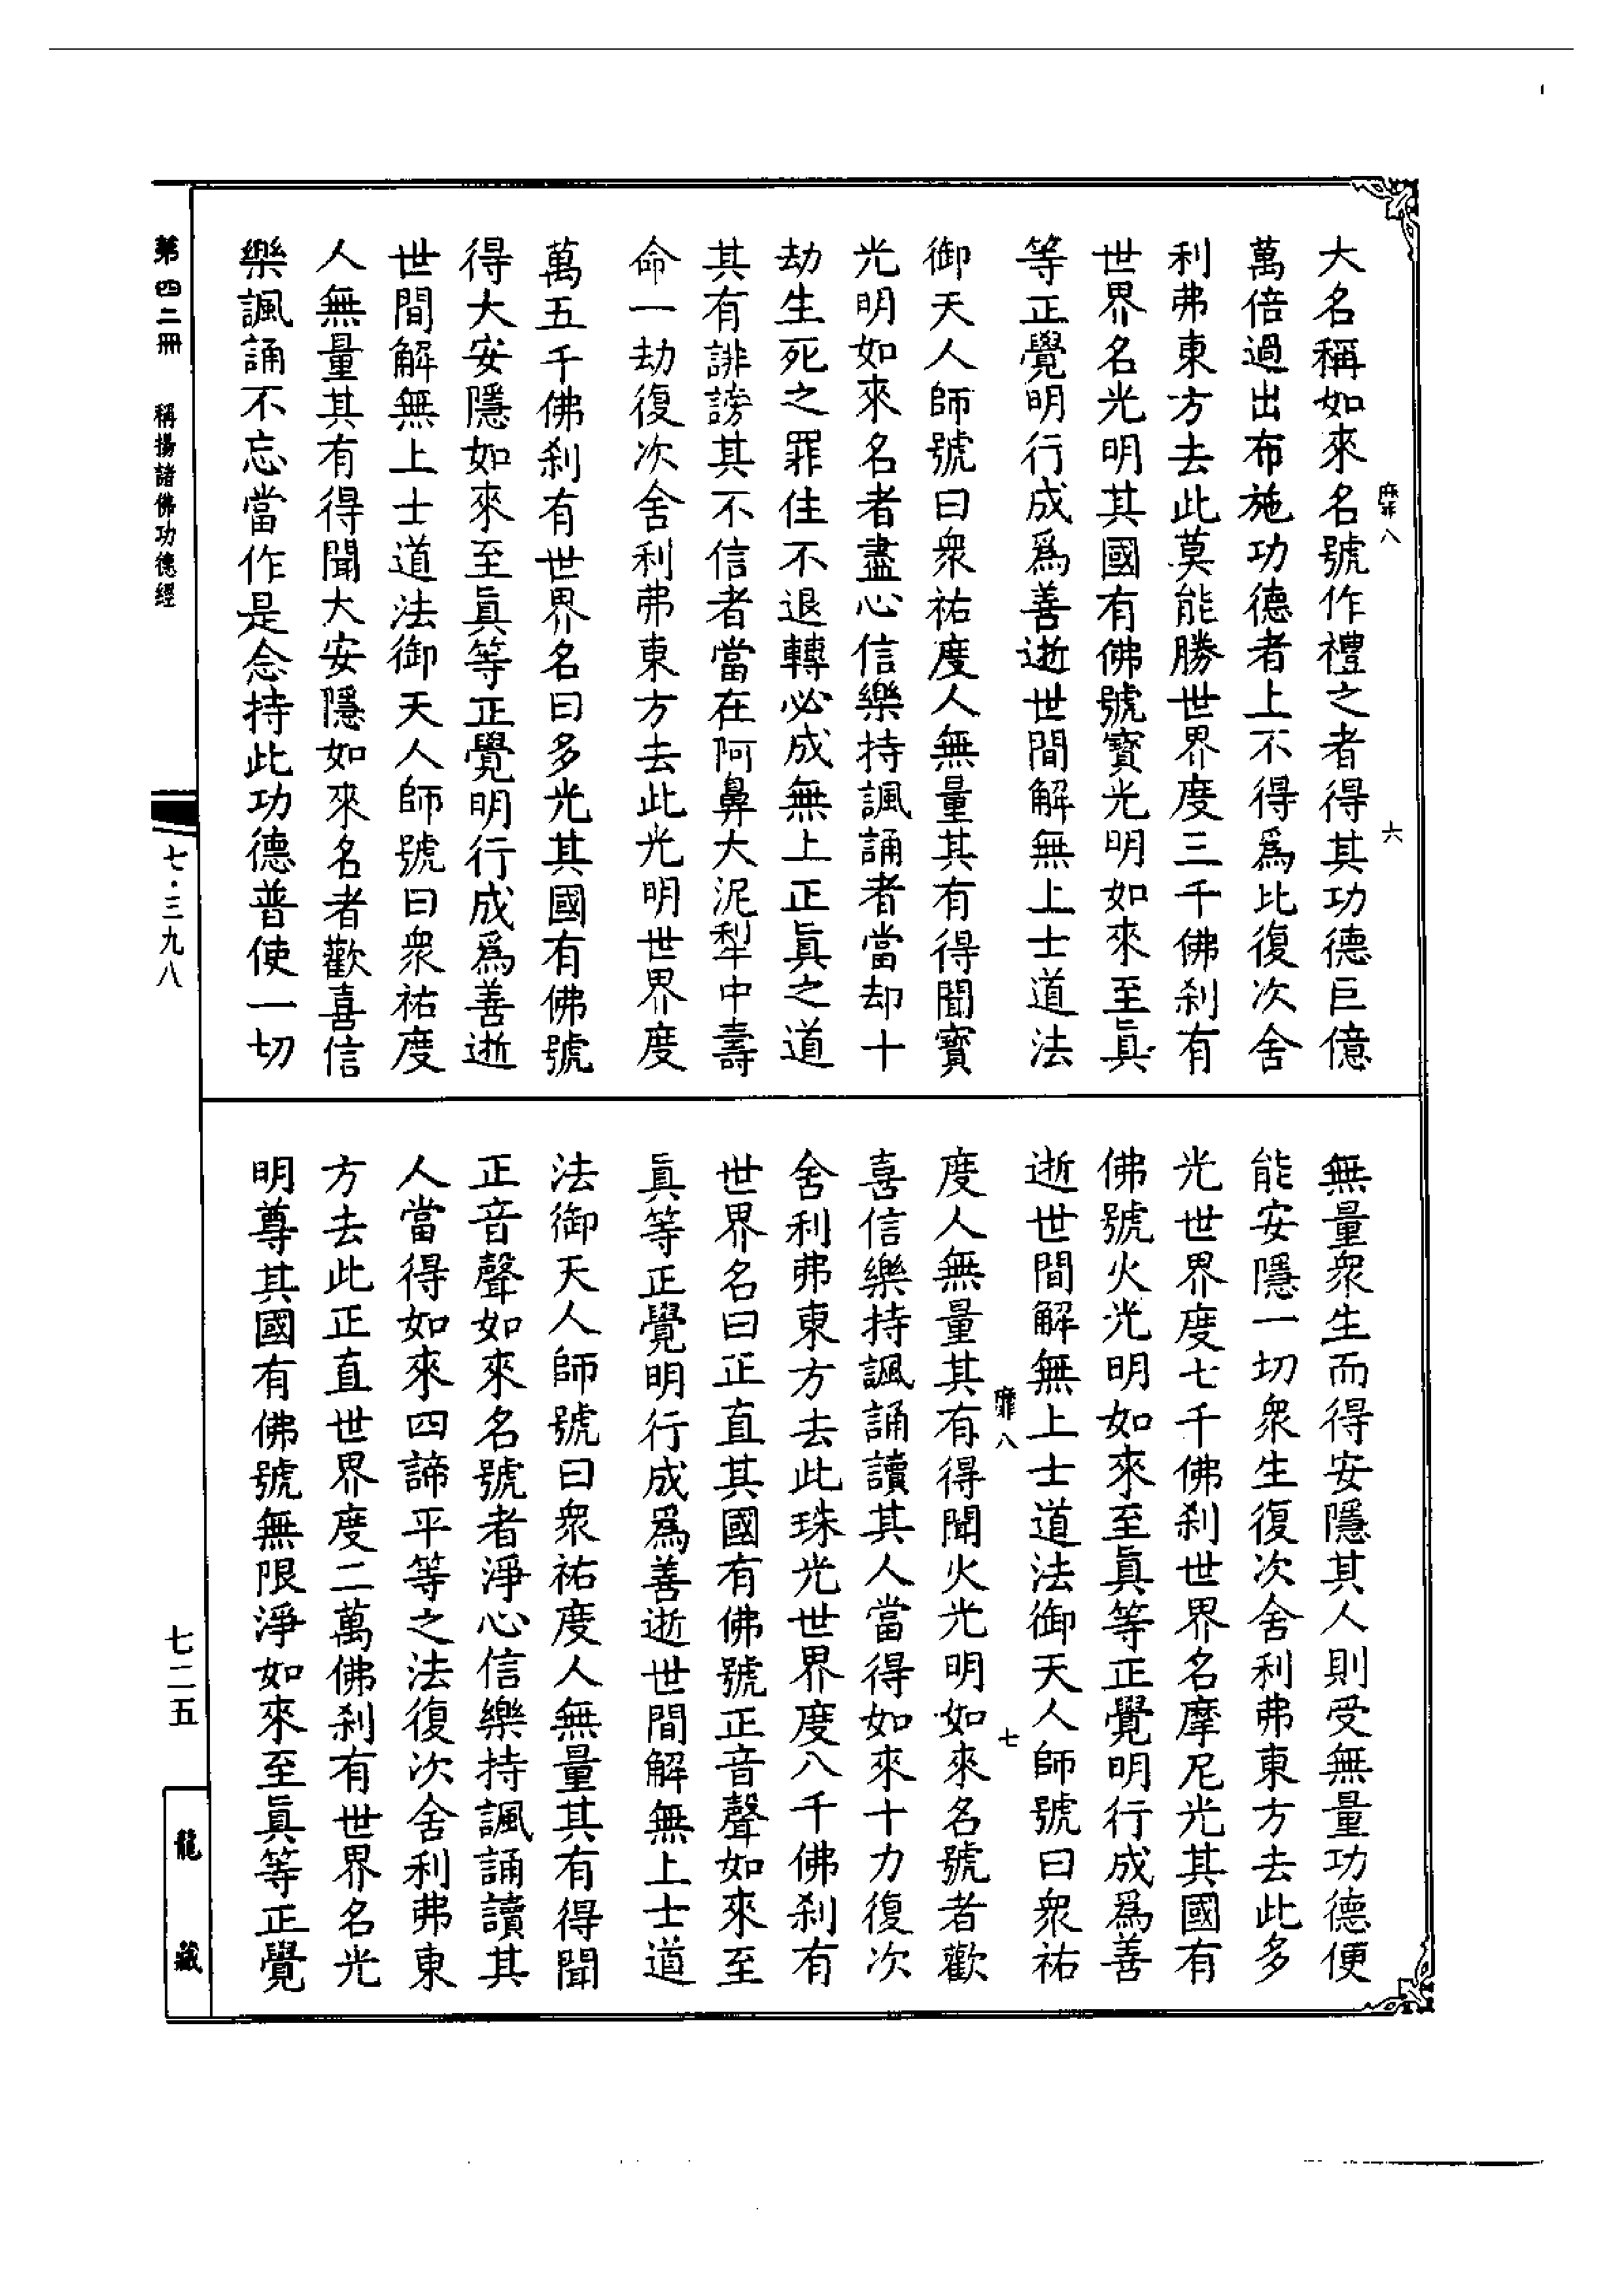 靡八　六
大名稱如來名號作禮之者得其功德巨億
萬倍過出布施功德者上不得爲比復次舍
利弗東方去此莫能勝世界度三千佛刹有
世界名光明其國有佛號寳光明如來至眞
等正覺明行成爲善逝世間解無上士道法
御天人師號曰衆祐度人無量其有得聞寳
光明如來名者盡心信樂持諷誦者當却十
劫生死之罪住不退轉必成無上正眞之道
其有誹謗其不信者當在阿鼻大泥犂中壽
命一劫復次舍利弗東方去此光明世界度
萬五千佛刹有世界名曰多光其國有佛號
得大安隱如來至眞等正覺明行成爲善逝
世間解無上士道法御天人師號曰衆祐度
人無量其有得聞大安隱如來名者歡喜信
樂諷誦不忘當作是念持此功德普使一切
無量衆生而得安隱其人則受無量功德便
能安隱一切衆生復次舍利弗東方去此多
光世界度七千佛刹世界名摩尼光其國有
佛號火光明如來至眞等正覺明行成爲善
逝世間解無上士道法御天人師號曰衆祐
靡八　七
度人無量其有得聞火光明如來名號者歡
喜信樂持諷誦讀其人當得如來十力復次
舍利弗東方去此珠光世界度八千佛刹有
世界名曰正直其國有佛號正音聲如來至
眞等正覺明行成爲善逝世間解無上士道
法御天人師號曰衆祐度人無量其有得聞
正音聲如來名號者淨心信樂持諷誦讀其
人當得如來四諦平等之法復次舍利弗東
方去此正直世界度二萬佛刹有世界名光
明尊其國有佛號無限淨如來至眞等正覺
第四二冊　稱揚諸佛功德經
七·三九八
七二五
龍藏